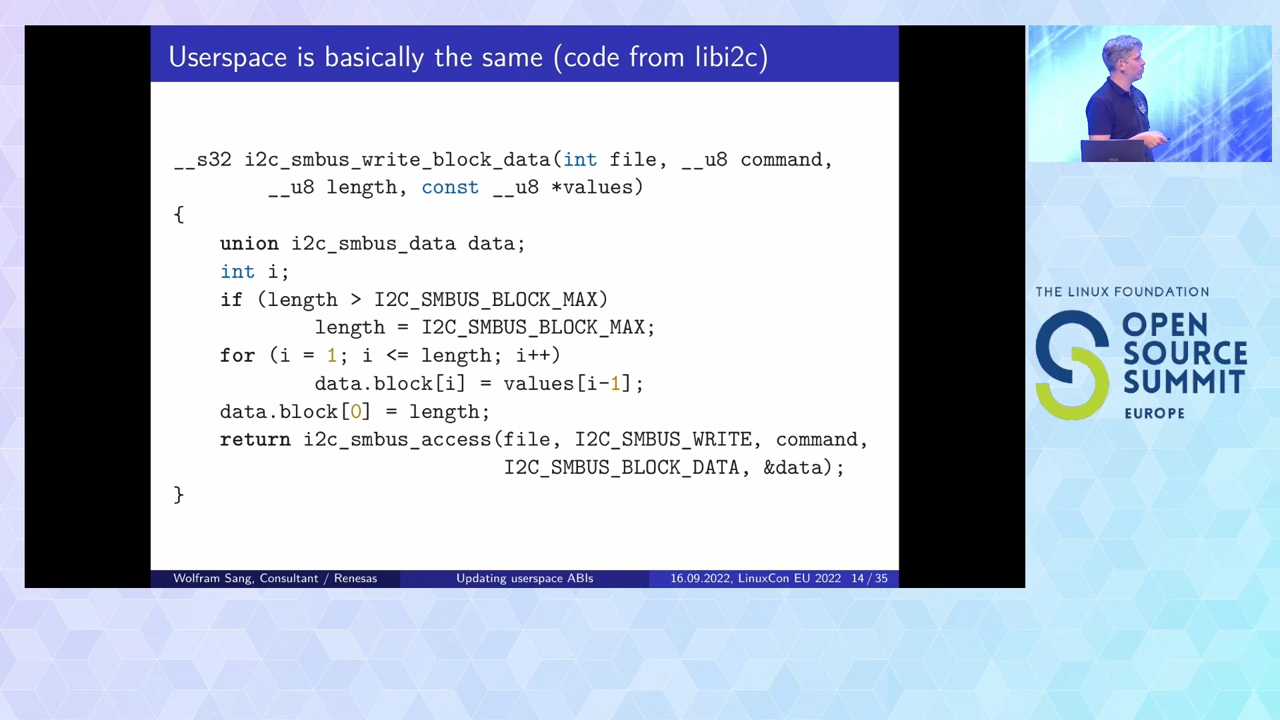 Userspace is basically the same (code from libi2c)
__s32 i2c_smbus_write_block_data(int file, __u8 command,
__u8 length, const __u8 *values)
{
union i2c_smbus_data data;
int i;
if (length > I2C_SMBUS_BLOCK_MAX)
length = I2C_SMBUS_BLOCK_MAX;
for (i = 1; i <= length; i++)
data.block[i] = values[i-1];
data.block[0] = length;
return i2c_smbus_access(file, I2C_SMBUS_WRITE, command,
I2C_SMBUS_BLOCK_DATA, &data);
}
Wolfram Sang, Consultant / Renesas Updating userspace ABIs 16.09.2022, LinuxCon EU 2022 14 / 35
THE LINUX FOUNDATION
OPEN
SOURCE
SUMMIT
EUROPE